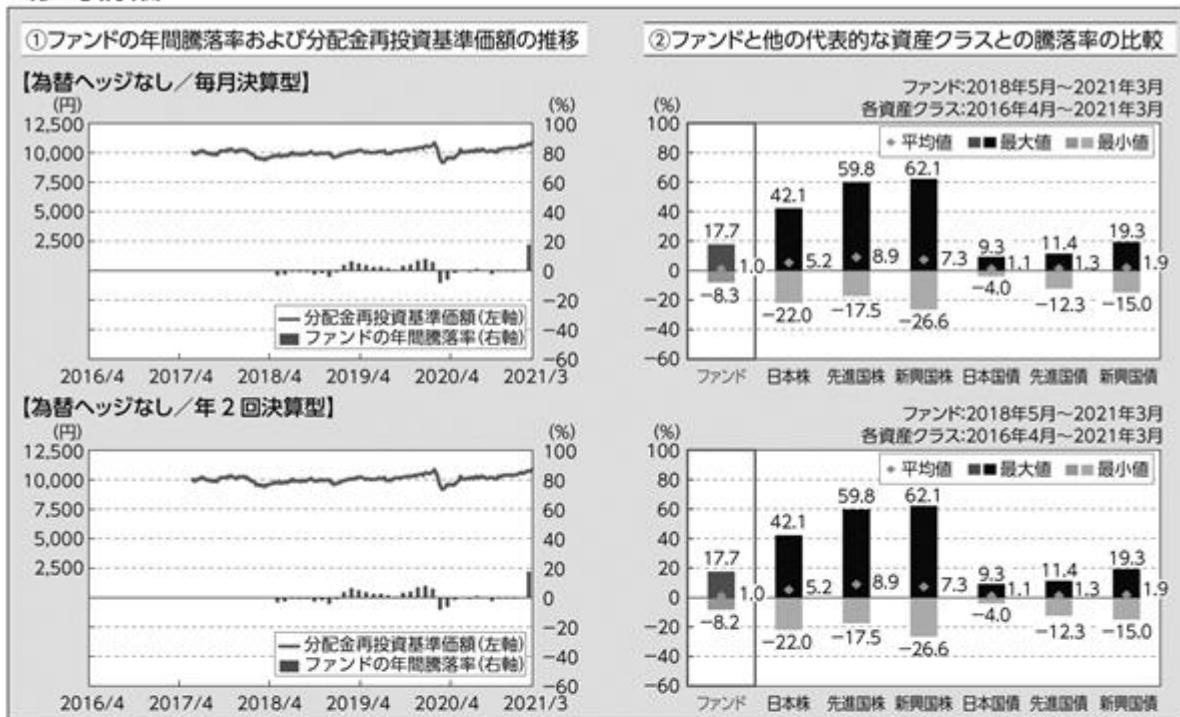 ①ファンドの年間騰落率および分配金再投資基準価額の推移
②ファンドと他の代表的な資産クラスとの騰落率の比較
【為替ヘッジなし／毎月決算型】
(円)
(%)
12,500
10,000
7,500
5,000
2,500
100
80
60
40
20
0
−20
−40
−60
分配金再投資基準価額(左軸)
ファンドの年間騰落率(右軸)
2016/4 2017/4 2018/4 2019/4 2020/4 2021/3
ファンド:2018年5月～2021年3月
各資産クラス:2016年4月～2021年3月
(%)
100
80
60
40
20
0
−20
−40
−60
平均値 最大値 最小値
17.7 42.1 59.8 62.1 9.3 11.4 19.3
1.0 5.2 8.9 7.3 1.1 1.3 1.9
−8.3 −22.0 −17.5 −26.6 −4.0 −12.3 −15.0
ファンド 日本株 先進国株 新興国株 日本国債 先進国債 新興国債
【為替ヘッジなし／年２回決算型】
(円)
(%)
12,500
10,000
7,500
5,000
2,500
100
80
60
40
20
0
−20
−40
−60
分配金再投資基準価額(左軸)
ファンドの年間騰落率(右軸)
2016/4 2017/4 2018/4 2019/4 2020/4 2021/3
ファンド:2018年5月～2021年3月
各資産クラス:2016年4月～2021年3月
(%)
100
80
60
40
20
0
−20
−40
−60
平均値 最大値 最小値
17.7 42.1 59.8 62.1 9.3 11.4 19.3
1.0 5.2 8.9 7.3 1.1 1.3 1.9
−8.2 −22.0 −17.5 −26.6 −4.0 −12.3 −15.0
ファンド 日本株 先進国株 新興国株 日本国債 先進国債 新興国債